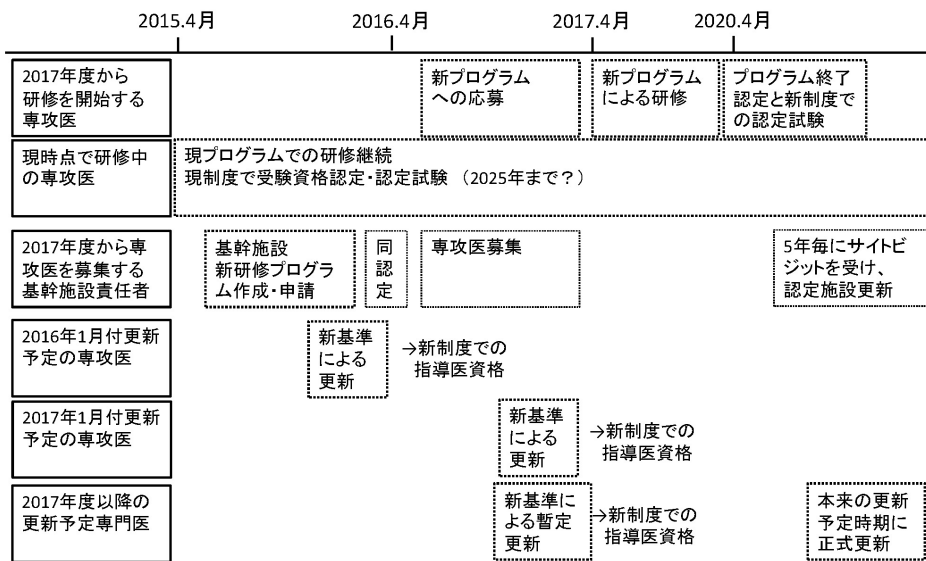 2015.4月
2016.4月
2017.4月
2020.4月
2017年度から
研修を開始する
専攻医
新プログラム
への応募
新プログラム
による研修
プログラム終了
認定と新制度で
の認定試験
現時点で研修中
の専攻医
現プログラムでの研修継続
現制度で受験資格認定・認定試験 （2025年まで？）
2017年度から専
攻医を募集する
基幹施設責任者
基幹施設
新研修プログラ
ム作成・申請
同
認
定
専攻医募集
5年毎にサイトビ
ジットを受け、
認定施設更新
2016年1月付更新
予定の専攻医
新基準
による
更新
→新制度での
指導医資格
2017年1月付更新
予定の専攻医
新基準
による
更新
→新制度での
指導医資格
2017年度以降の
更新予定専門医
新基準に
よる暫定
更新
→新制度での
指導医資格
本来の更新
予定時期に
正式更新